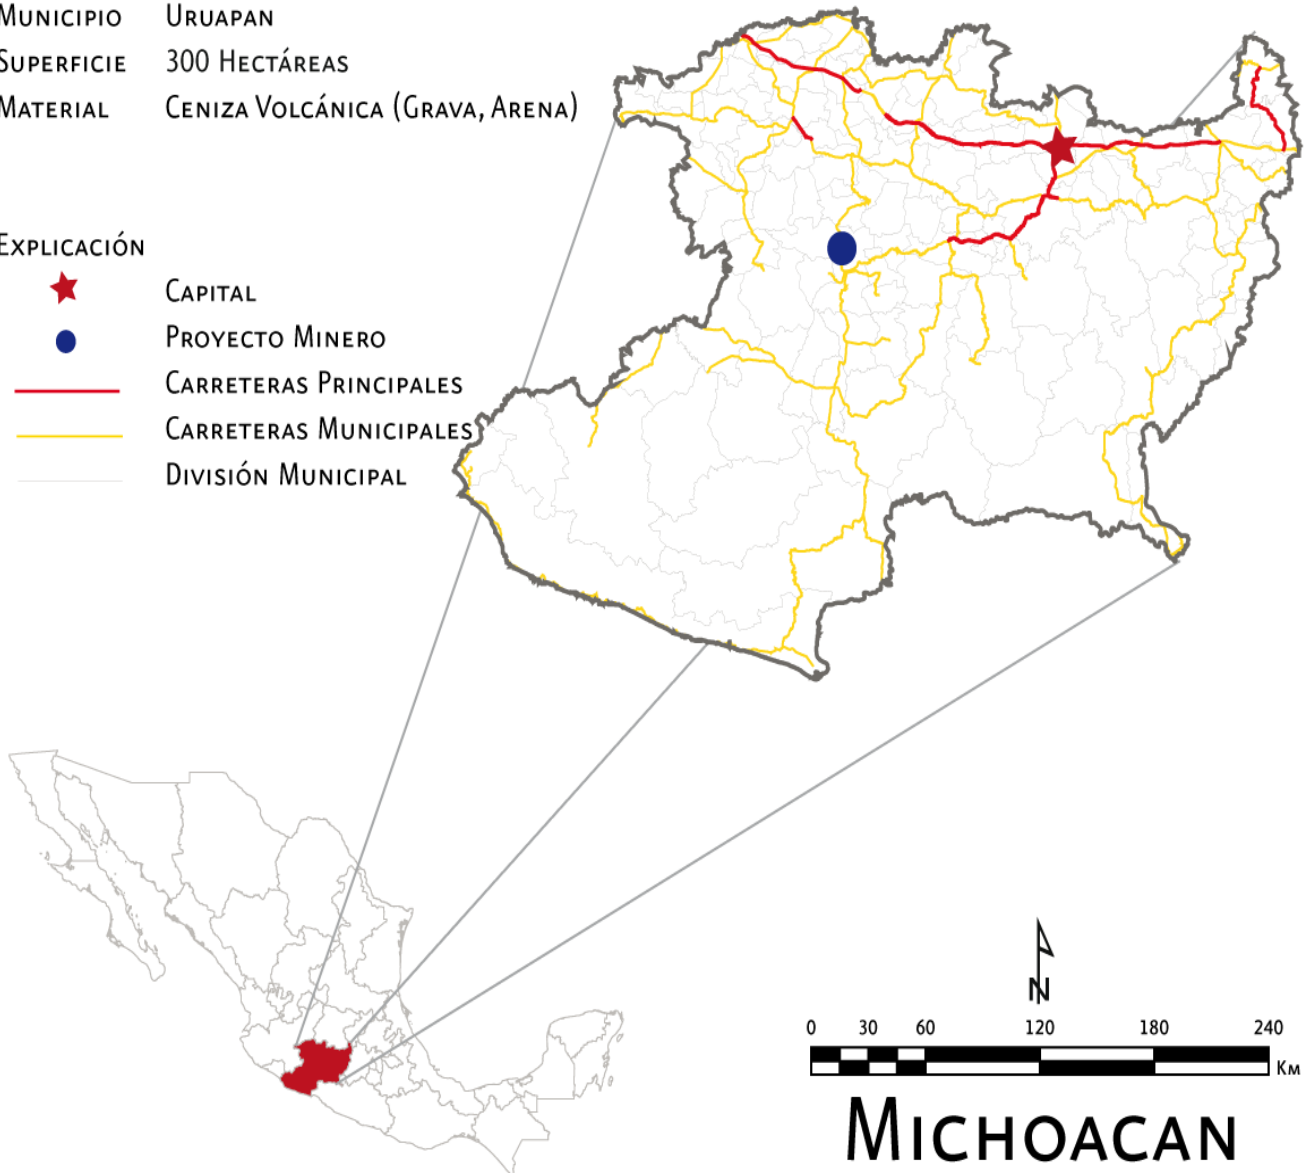 MUNICIPIO URUAPAN
SUPERFICIE 300 HECTÁREAS
MATERIAL CENIZA VOLCÁNICA (GRAVA, ARENA)
EXPLICACIÓN
CAPITAL
PROYECTO MINERO
CARRETERAS PRINCIPALES
CARRETERAS MUNICIPALES
DIVISIÓN MUNICIPAL
N
0 30 60 120 180 240
KM
MICHOACAN